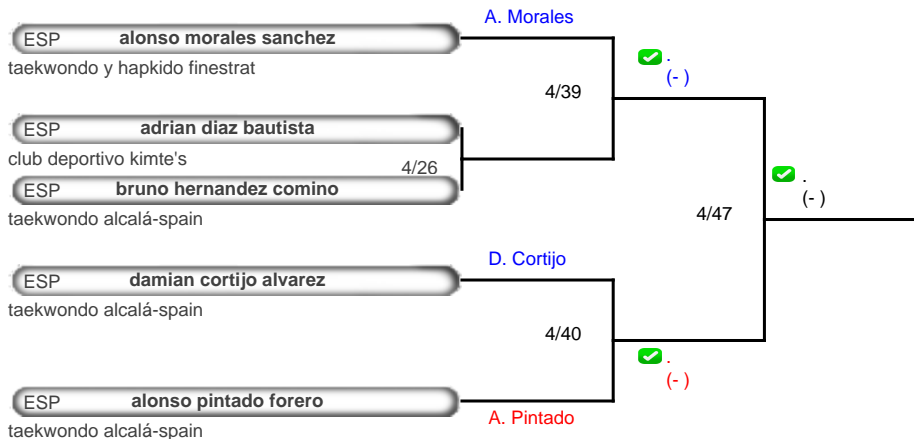 A. Morales
ESP alonso morales sanchez
taekwondo y hapkido finestrat
.
(- )
4/39
ESP adrian diaz bautista
club deportivo kimte's
4/26
ESP bruno hernandez comino
taekwondo alcalá-spain
.
(- )
4/47
D. Cortijo
ESP damian cortijo alvarez
taekwondo alcalá-spain
4/40
.
(- )
ESP alonso pintado forero
A. Pintado
taekwondo alcalá-spain